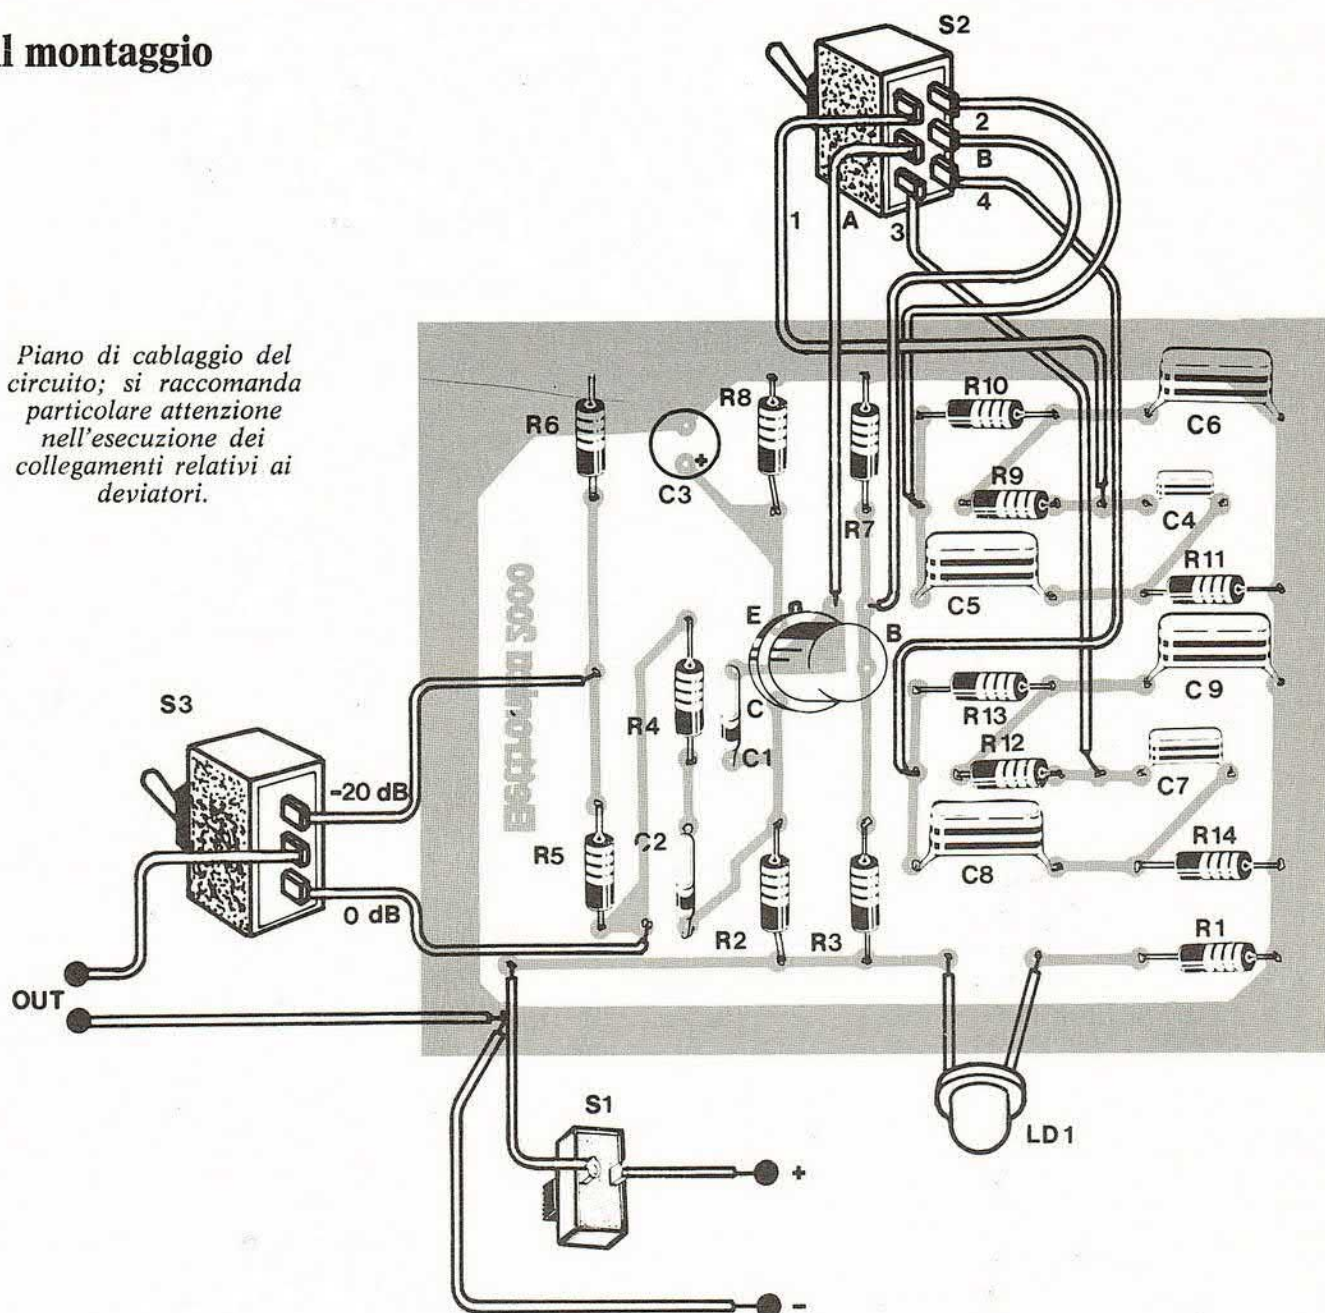 il montaggio
Piano di cablaggio del
circuito; si raccomanda
particolare attenzione
nell'esecuzione dei
collegamenti relativi ai
deviatori.
S2
2
B
4
1
A
3
R6
R8
+
C3
R7
R10
C6
R9
C4
R11
C5
E
B
C
C9
R13
R4
C1
R12
C7
Elettronica 2000
S3
-20 dB
0 dB
R5
C2
R14
C8
R2
R3
R1
OUT
S1
LD1
+
-